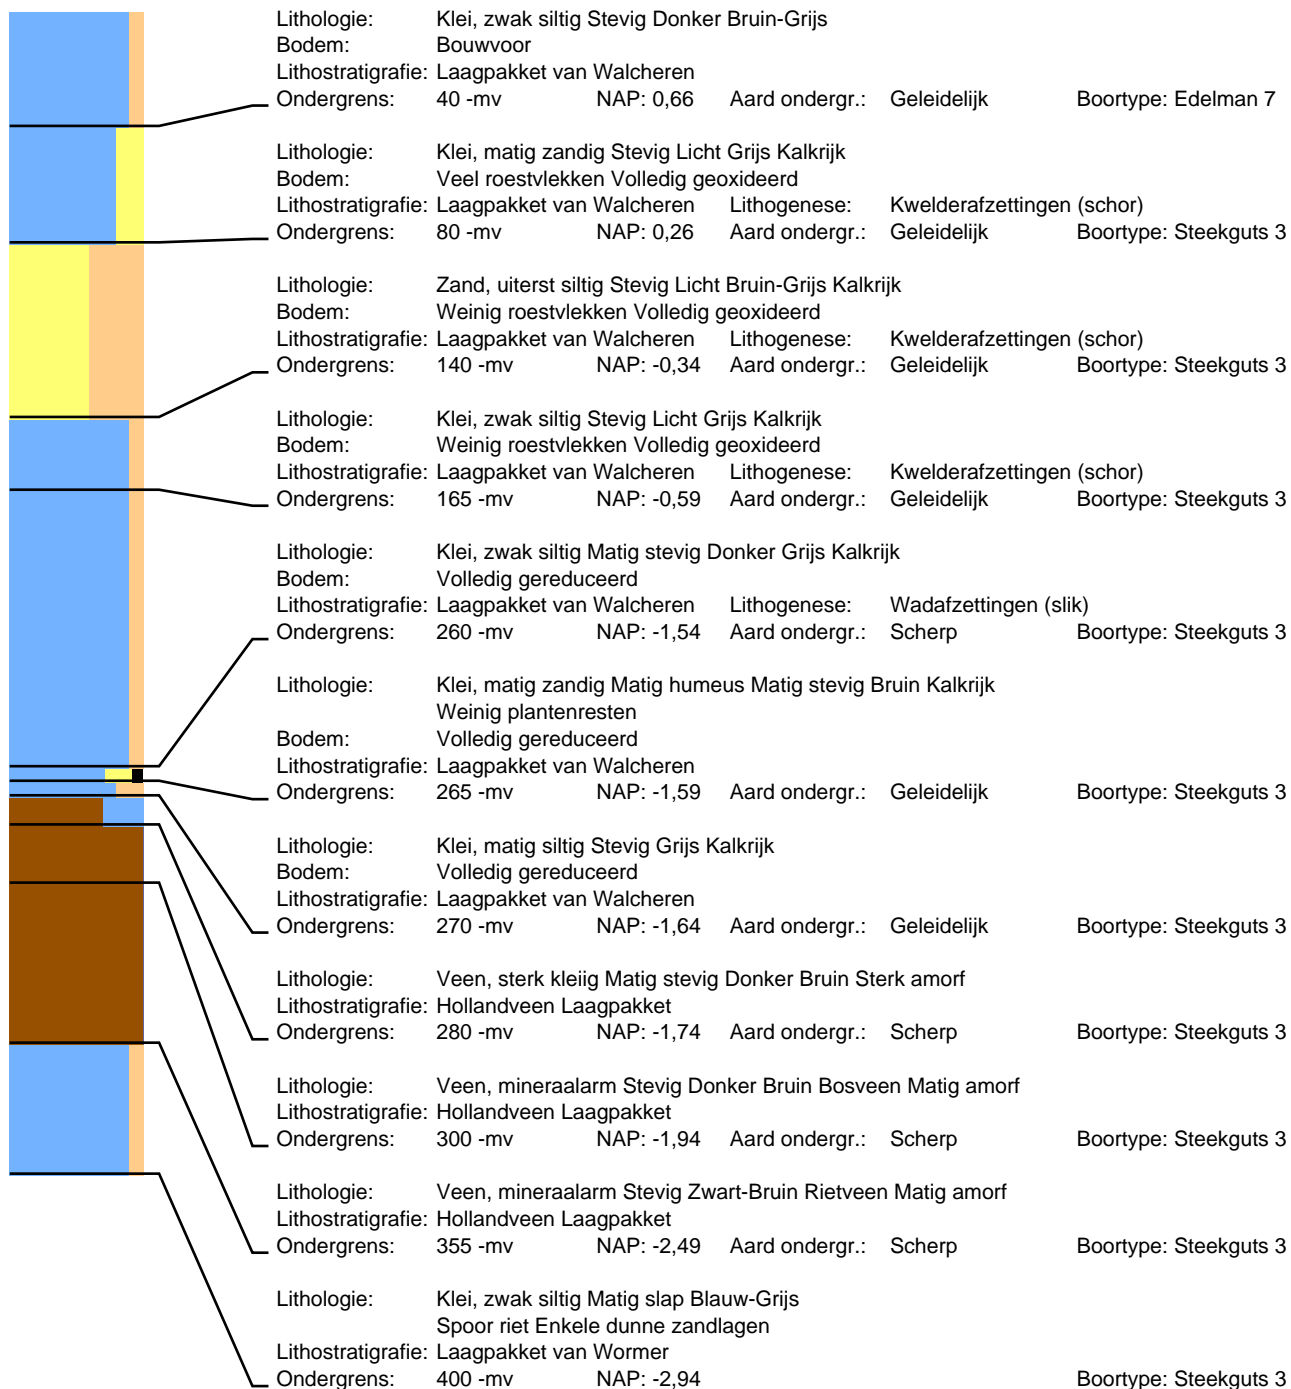 Lithologie: Klei, zwak siltig Stevig Donker Bruin-Grijs
Bodem: Bouwvoor
Lithostratigrafie: Laagpakket van Walcheren
Ondergrens: 40 -mv NAP: 0,66 Aard ondergr.: Geleidelijk Boortype: Edelman 7
Lithologie: Klei, matig zandig Stevig Licht Grijs Kalkrijk
Bodem: Veel roestvlekken Volledig geoxideerd
Lithostratigrafie: Laagpakket van Walcheren Lithogenese: Kwelderafzettingen (schor)
Ondergrens: 80 -mv NAP: 0,26 Aard ondergr.: Geleidelijk Boortype: Steekguts 3
Lithologie: Zand, uiterst siltig Stevig Licht Bruin-Grijs Kalkrijk
Bodem: Weinig roestvlekken Volledig geoxideerd
Lithostratigrafie: Laagpakket van Walcheren Lithogenese: Kwelderafzettingen (schor)
Ondergrens: 140 -mv NAP: -0,34 Aard ondergr.: Geleidelijk Boortype: Steekguts 3
Lithologie: Klei, zwak siltig Stevig Licht Grijs Kalkrijk
Bodem: Weinig roestvlekken Volledig geoxideerd
Lithostratigrafie: Laagpakket van Walcheren Lithogenese: Kwelderafzettingen (schor)
Ondergrens: 165 -mv NAP: -0,59 Aard ondergr.: Geleidelijk Boortype: Steekguts 3
Lithologie: Klei, zwak siltig Matig stevig Donker Grijs Kalkrijk
Bodem: Volledig gereduceerd
Lithostratigrafie: Laagpakket van Walcheren Lithogenese: Wadafzettingen (slik)
Ondergrens: 260 -mv NAP: -1,54 Aard ondergr.: Scherp Boortype: Steekguts 3
Lithologie: Klei, matig zandig Matig humeus Matig stevig Bruin Kalkrijk
Weinig plantenresten
Bodem: Volledig gereduceerd
Lithostratigrafie: Laagpakket van Walcheren
Ondergrens: 265 -mv NAP: -1,59 Aard ondergr.: Geleidelijk Boortype: Steekguts 3
Lithologie: Klei, matig siltig Stevig Grijs Kalkrijk
Bodem: Volledig gereduceerd
Lithostratigrafie: Laagpakket van Walcheren
Ondergrens: 270 -mv NAP: -1,64 Aard ondergr.: Geleidelijk Boortype: Steekguts 3
Lithologie: Veen, sterk kleiig Matig stevig Donker Bruin Sterk amorf
Lithostratigrafie: Hollandveen Laagpakket
Ondergrens: 280 -mv NAP: -1,74 Aard ondergr.: Scherp Boortype: Steekguts 3
Lithologie: Veen, mineraalarm Stevig Donker Bruin Bosveen Matig amorf
Lithostratigrafie: Hollandveen Laagpakket
Ondergrens: 300 -mv NAP: -1,94 Aard ondergr.: Scherp Boortype: Steekguts 3
Lithologie: Veen, mineraalarm Stevig Zwart-Bruin Rietveen Matig amorf
Lithostratigrafie: Hollandveen Laagpakket
Ondergrens: 355 -mv NAP: -2,49 Aard ondergr.: Scherp Boortype: Steekguts 3
Lithologie: Klei, zwak siltig Matig slap Blauw-Grijs
Spoor riet Enkele dunne zandlagen
Lithostratigrafie: Laagpakket van Wormer
Ondergrens: 400 -mv NAP: -2,94 Boortype: Steekguts 3